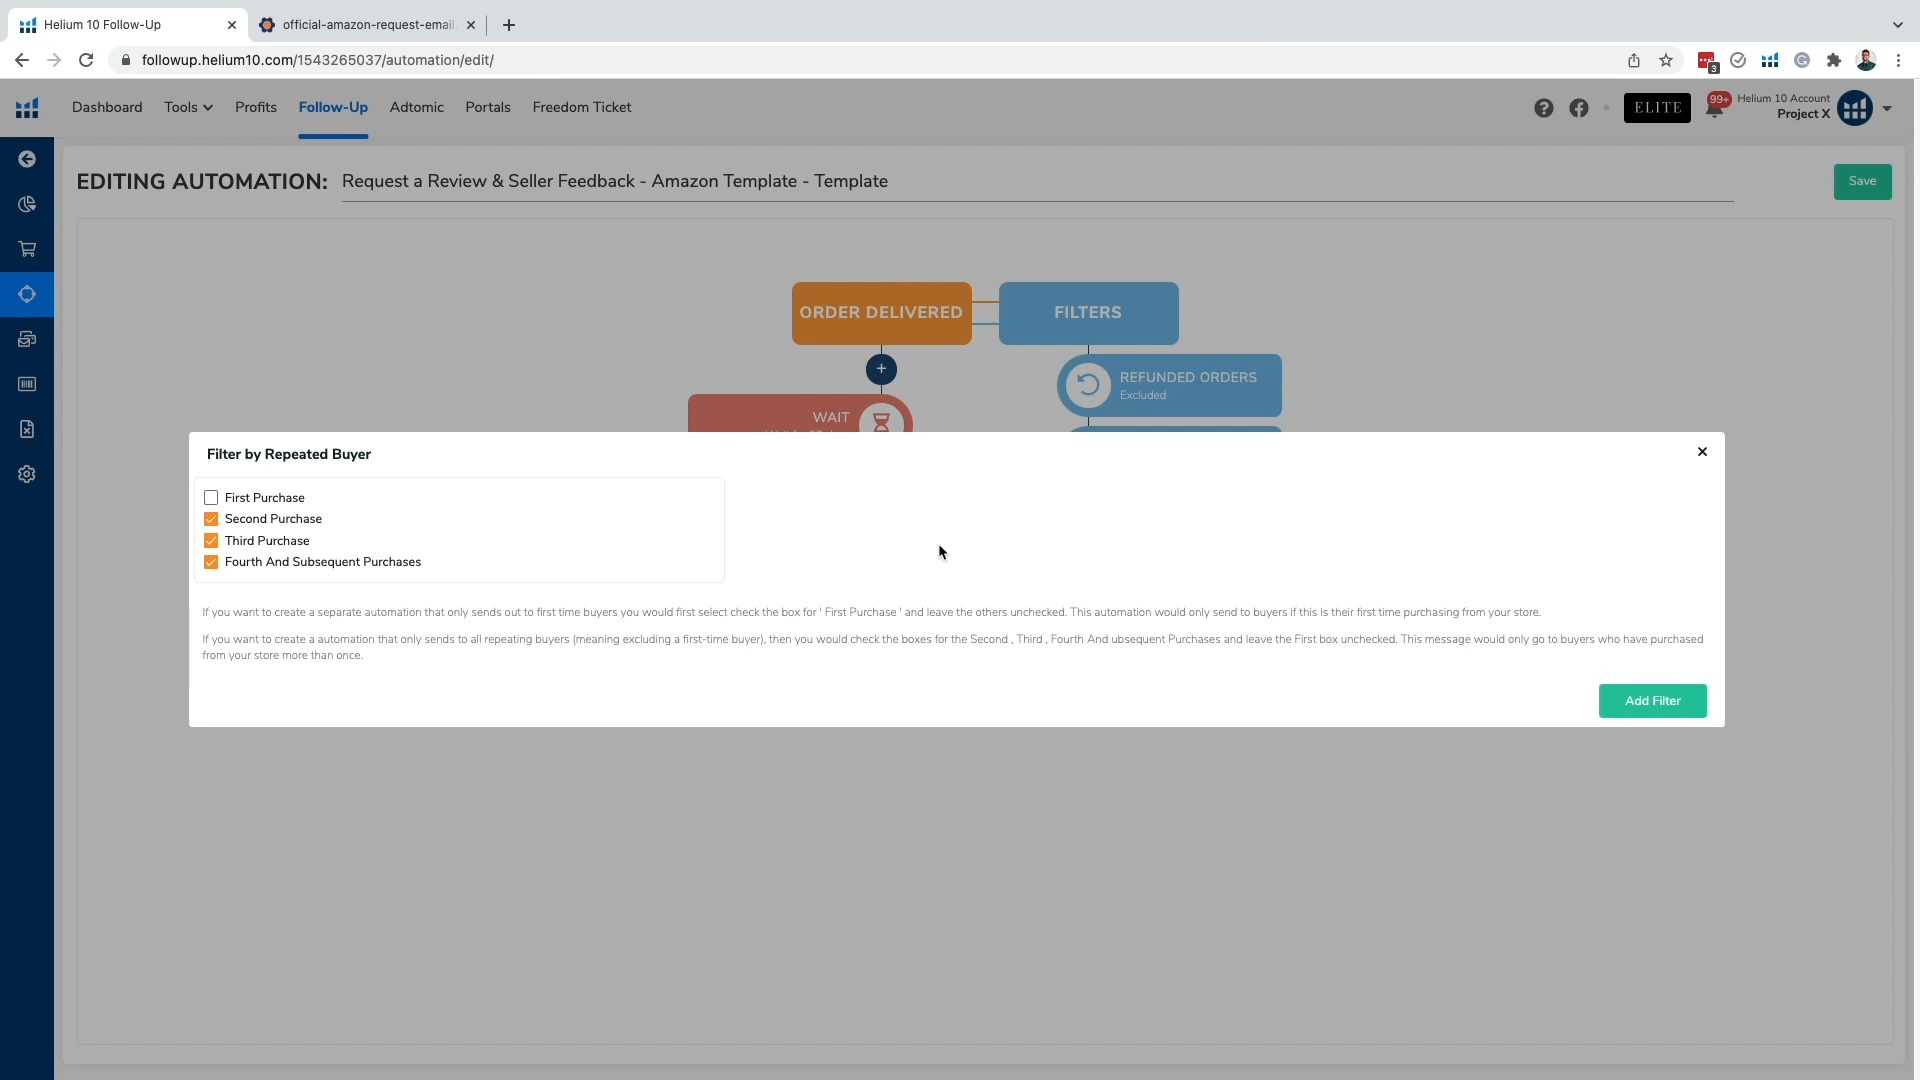 Helium 10 Follow-Up
official-amazon-request-email
followup.helium10.com/1543265037/automation/edit/
3
Dashboard
Tools
Profits
Follow-Up
Adtomic
Portals
Freedom Ticket
ELITE
99+
Helium 10 Account
Project X
EDITING AUTOMATION:
Request a Review & Seller Feedback - Amazon Template - Template
Save
ORDER DELIVERED
FILTERS
+
REFUNDED ORDERS
Excluded
WAIT
Filter by Repeated Buyer
First Purchase
Second Purchase
Third Purchase
Fourth And Subsequent Purchases
If you want to create a separate automation that only sends out to first time buyers you would first select check the box for ' First Purchase ' and leave the others unchecked. This automation would only send to buyers if this is their first time purchasing from your store.
If you want to create a automation that only sends to all repeating buyers (meaning excluding a first-time buyer), then you would check the boxes for the Second , Third , Fourth And ubsequent Purchases and leave the First box unchecked. This message would only go to buyers who have purchased
from your store more than once.
Add Filter